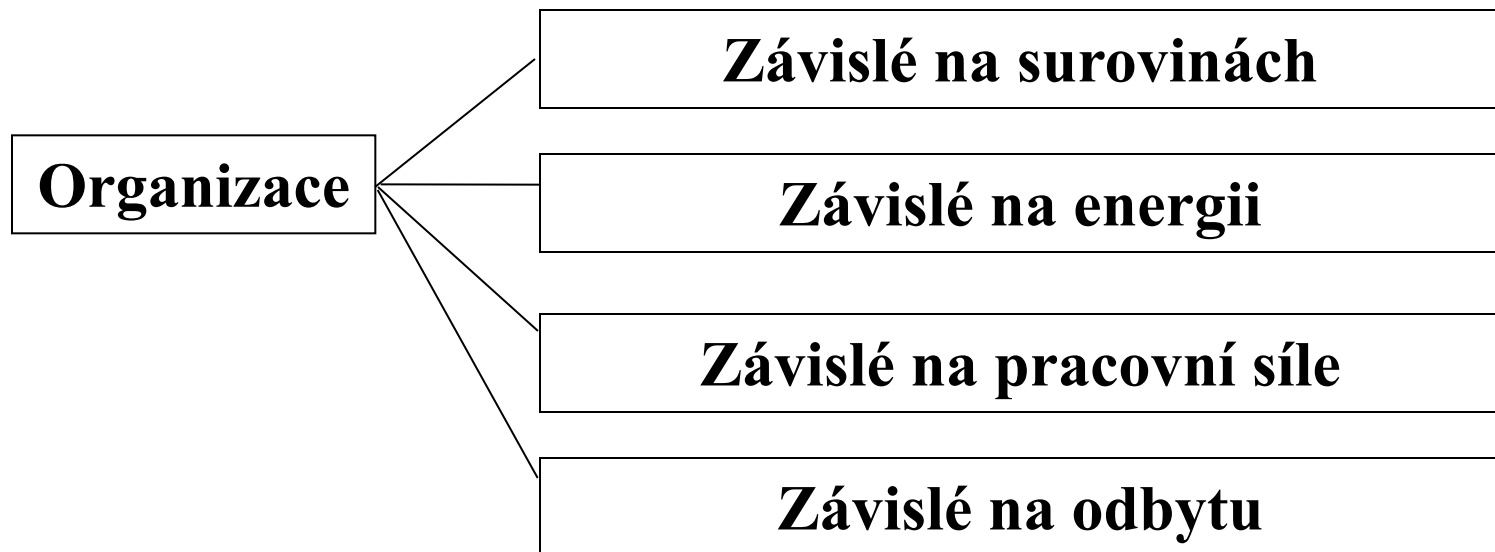 Organizace
Závislé na surovinách
Závislé na energii
Závislé na pracovní síle
Závislé na odbytu